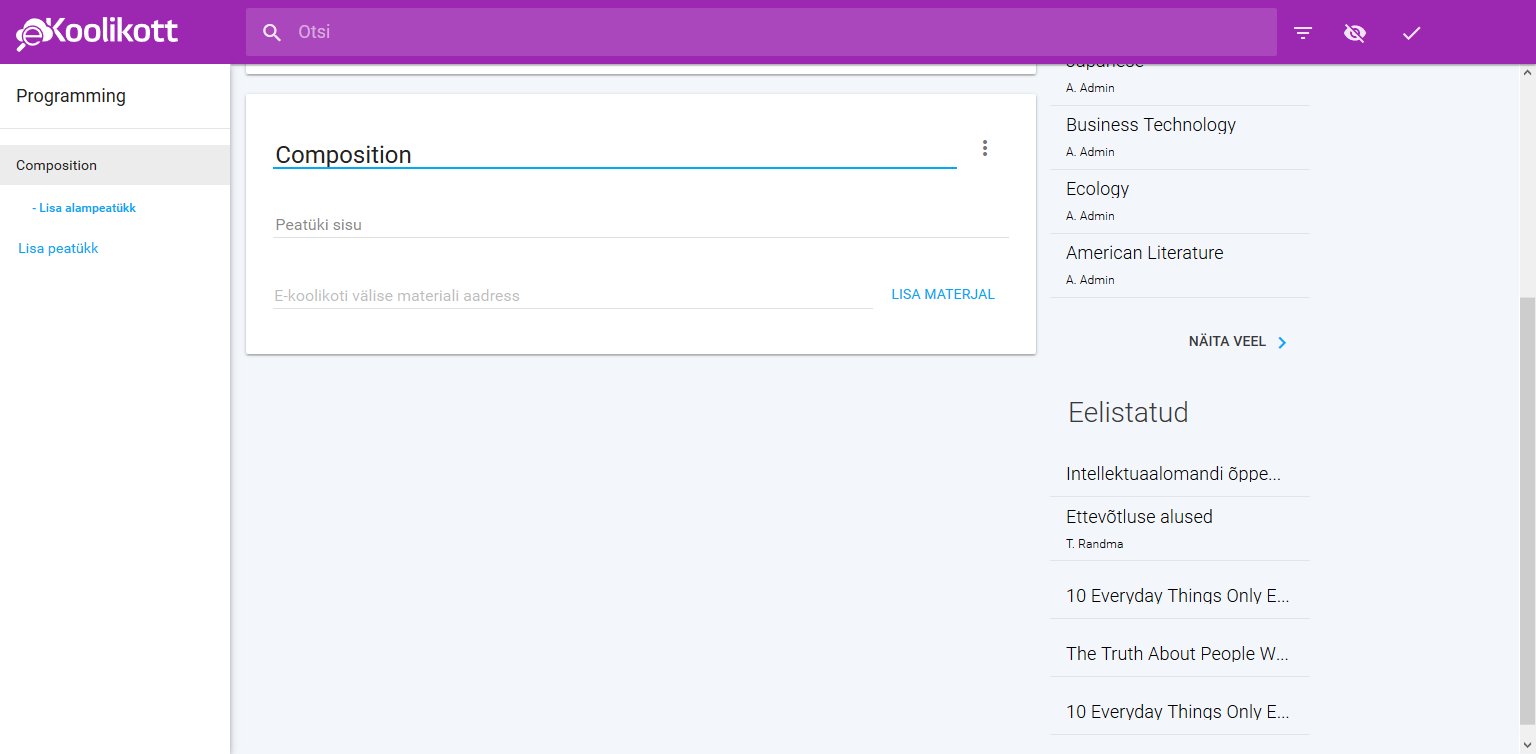 eKoolikott
Otsi
Programming
Composition
- Lisa alampeatükk
Lisa peatükk
Composition
Peatüki sisu
E-koolikoti välise materiali aadress
LISA MATERJAL
Japanese
A. Admin
Business Technology
A. Admin
Ecology
A. Admin
American Literature
A. Admin
NÄITA VEEL
Eelistatud
Intellektuaalomandi õppe...
Ettevõtluse alused
T. Randma
10 Everyday Things Only E...
The Truth About People W...
10 Everyday Things Only E...